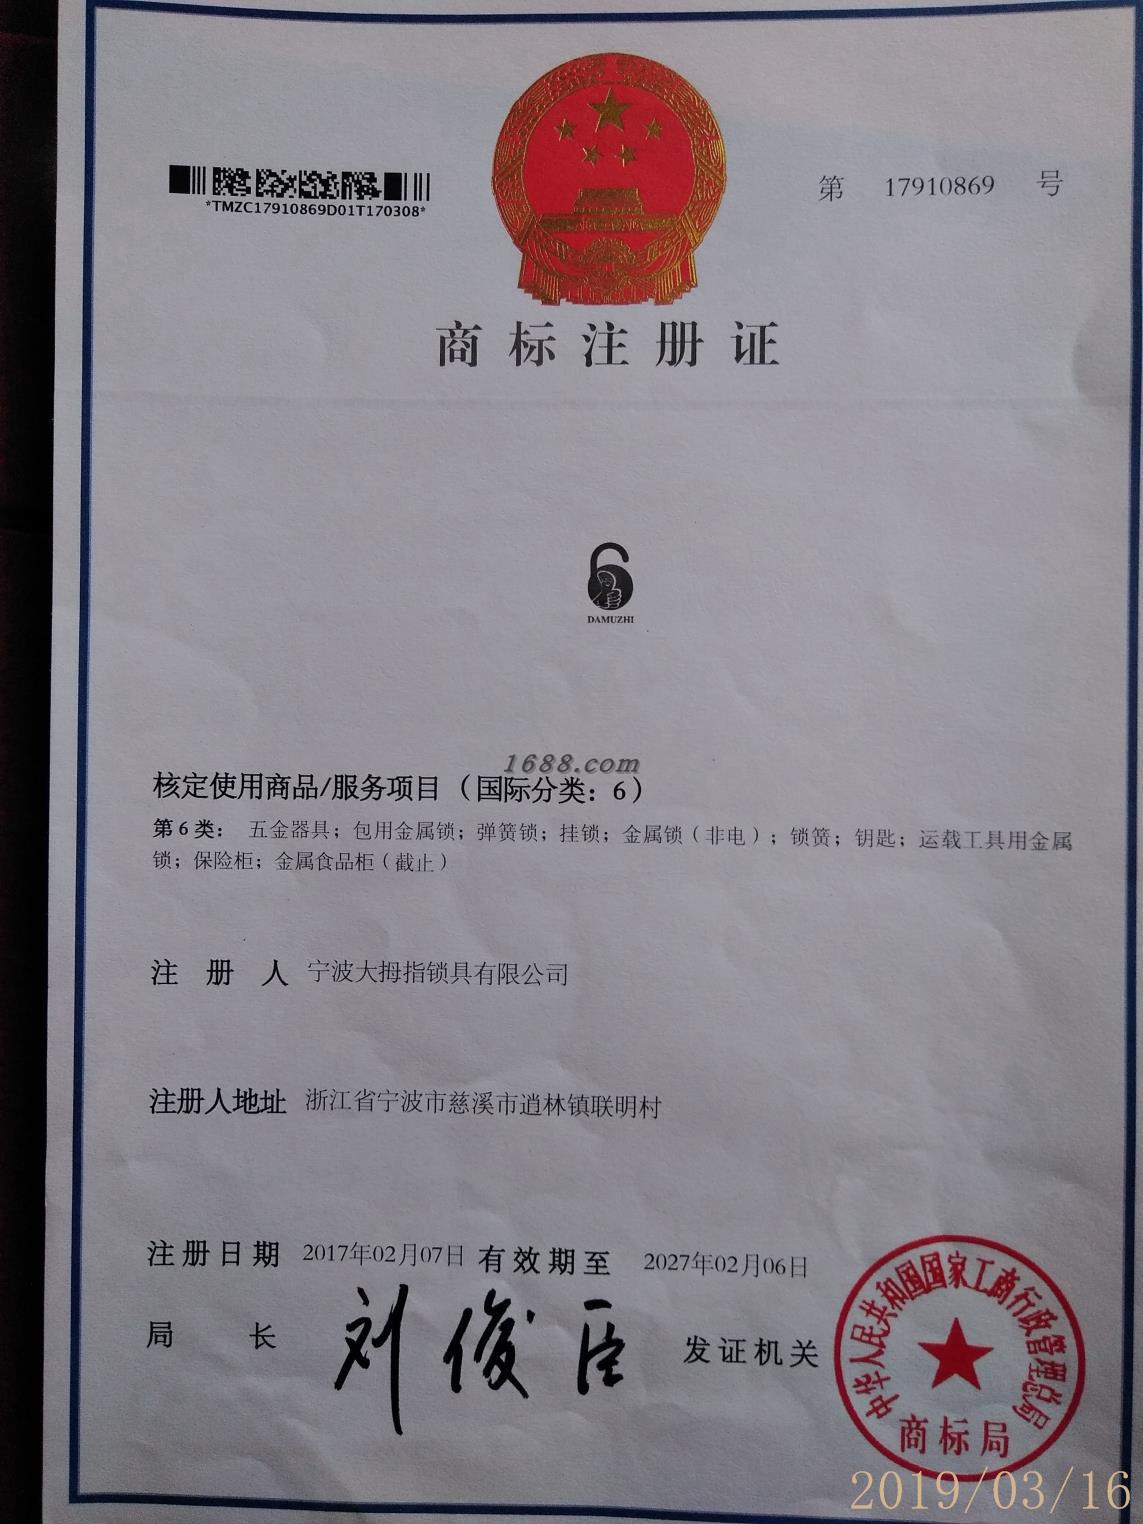 *TMZC17910869D01T170308*
第 17910869 号
商标注册证
DAMUZHI
1688.com
核定使用商品/服务项目（国际分类：6）
第6类： 五金器具；包用金属锁；弹簧锁；挂锁；金属锁（非电）；锁簧；钥匙；运载工具用金属
锁；保险柜；金属食品柜（截止）
注册人 宁波大拇指锁具有限公司
注册人地址 浙江省宁波市慈溪市逍林镇联明村
注册日期 2017年02月07日 有效期至 2027年02月06日
局长 刘俊臣 发证机关
中华人民共和国国家工商行政管理总局
商标局
2019/03/16